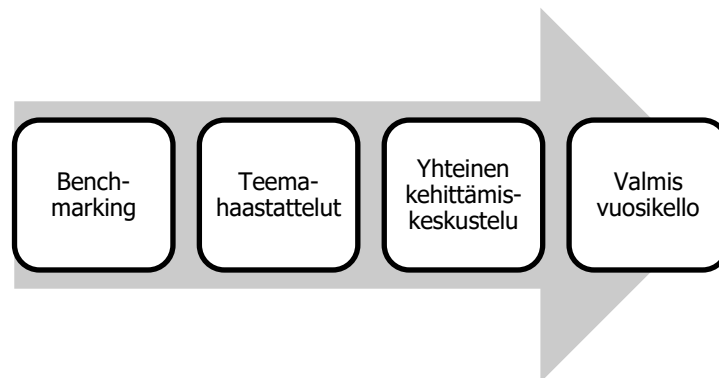 Bench-
marking
Teema-
haastattelut
Yhteinen
kehittämis-
keskustelu
Valmis
vuosikello